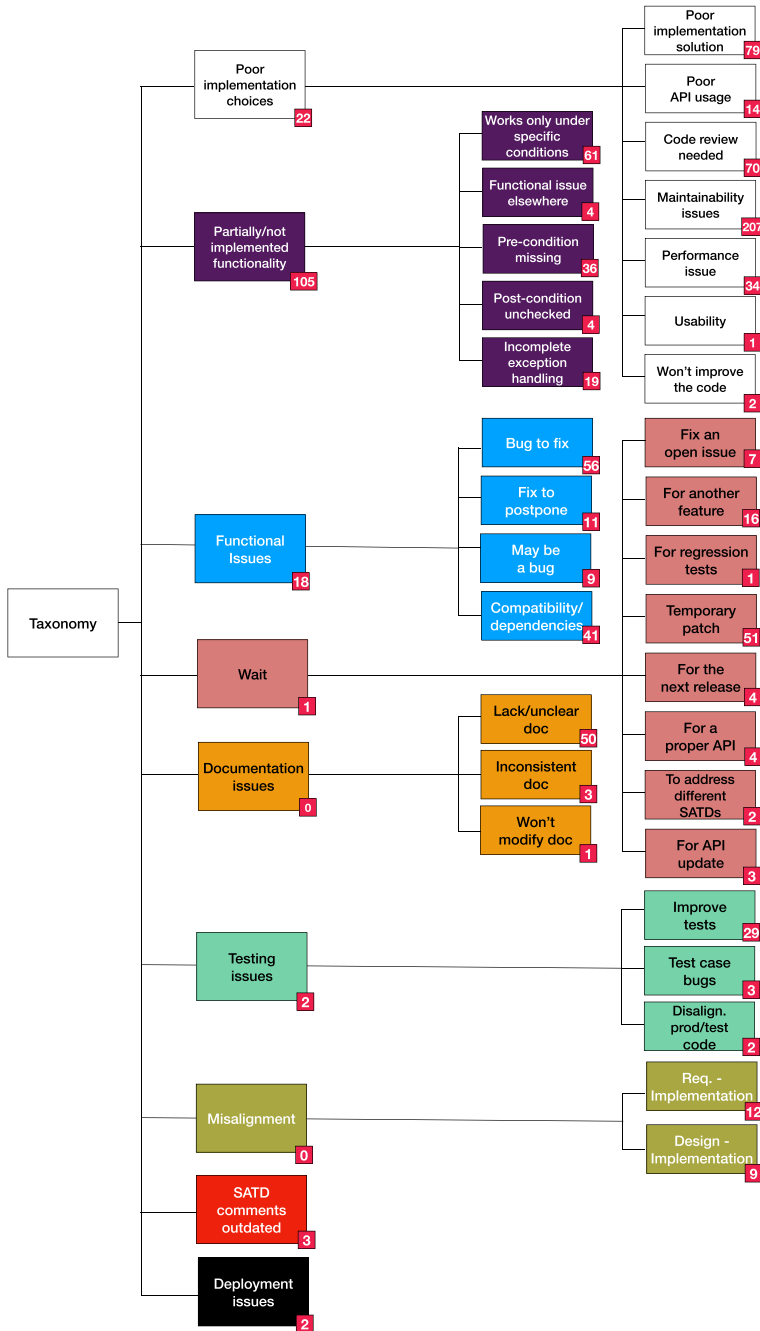 Taxonomy
Poor
implementation
choices
22
Poor
implementation
solution
79
Poor
API usage
14
Code review
needed
70
Maintainability
issues
207
Performance
issue
34
Usability
1
Won't improve
the code
2
Partially/not
implemented
functionality
105
Works only under
specific
conditions
61
Functional issue
elsewhere
4
Pre-condition
missing
36
Post-condition
unchecked
4
Incomplete
exception
handling
19
Functional
Issues
18
Bug to fix
56
Fix to
postpone
11
May be
a bug
9
Compatibility/
dependencies
41
Wait
1
Fix an
open issue
7
For another
feature
16
For regression
tests
1
Temporary
patch
51
For the
next release
4
For a
proper API
4
To address
different
SATDs
2
For API
update
3
Documentation
issues
0
Lack/unclear
doc
50
Inconsistent
doc
3
Won't
modify doc
1
Testing
issues
2
Improve
tests
29
Test case
bugs
3
Disalign.
prod/test
code
2
Misalignment
0
Req. -
Implementation
12
Design -
Implementation
9
SATD
comments
outdated
3
Deployment
issues
2